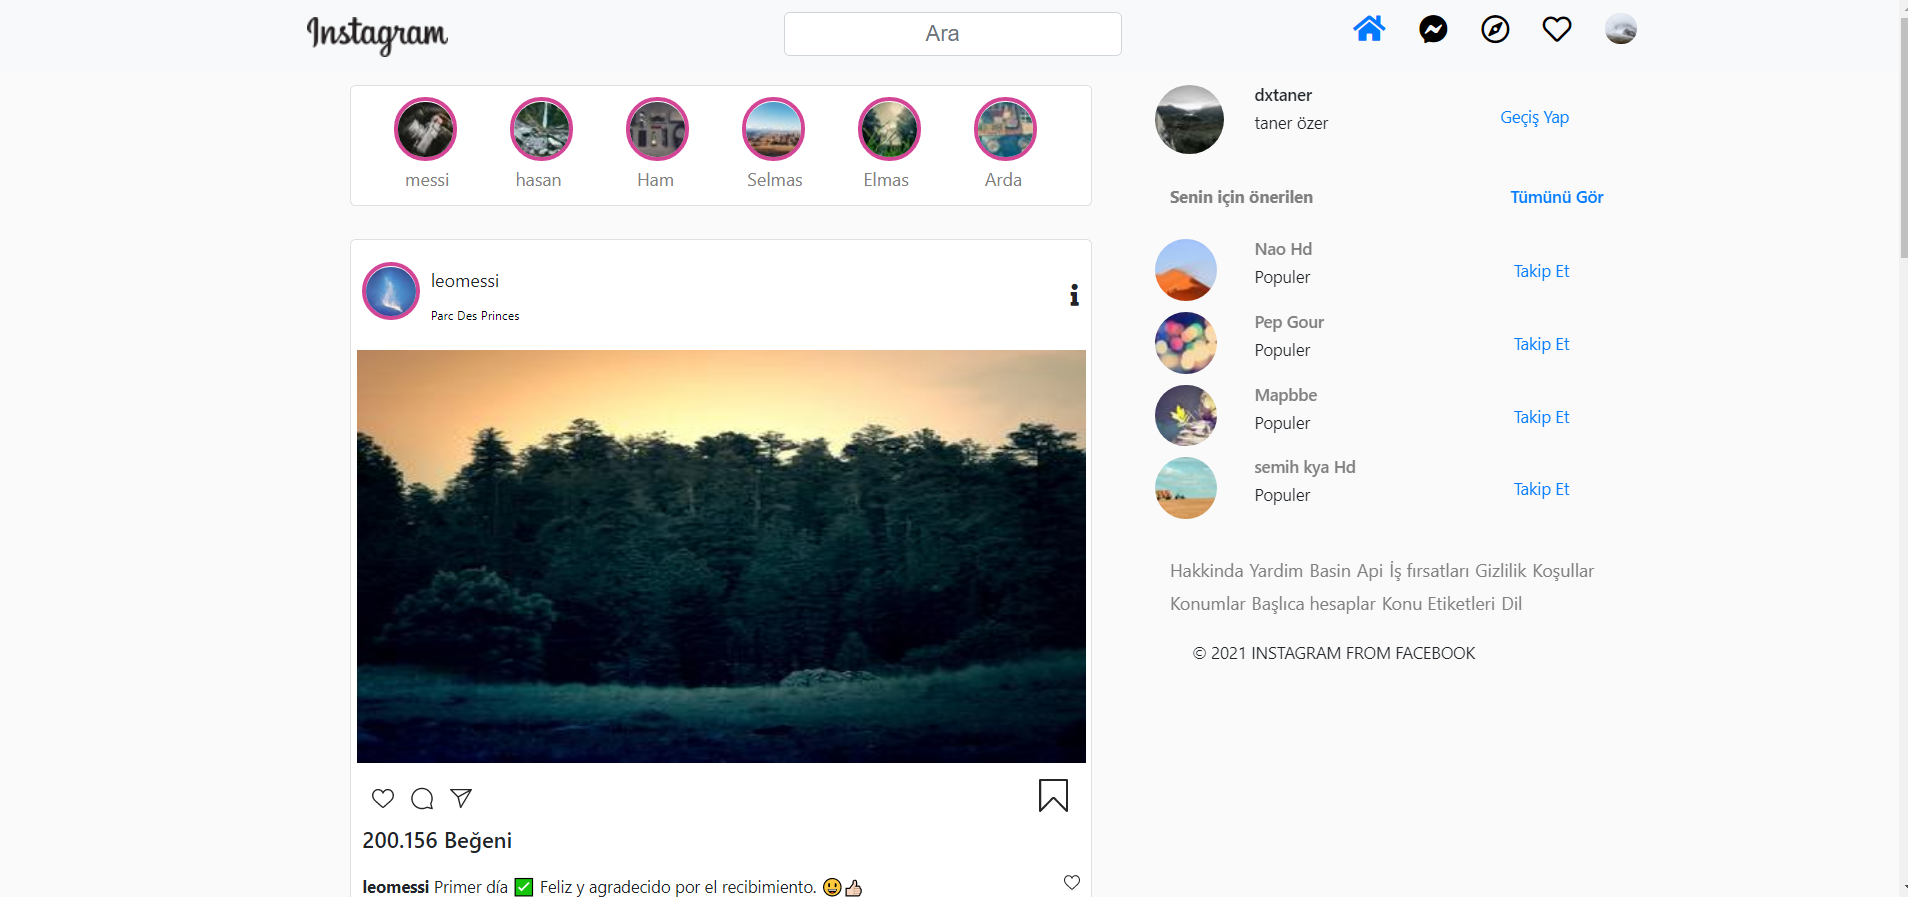 Instagram
Ara
messi hasan Ham Selmas Elmas Arda
leomessi
Parc Des Princes
200.156 Beğeni
leomessi Primer día ✅ Feliz y agradecido por el recibimiento. 😃👍🏻
dxtaner
taner özer
Geçiş Yap
Senin için önerilen Tümünü Gör
Nao Hd
Populer
Takip Et
Pep Gour
Populer
Takip Et
Mapbbe
Populer
Takip Et
semih kya Hd
Populer
Takip Et
Hakkinda Yardim Basin Api İş fırsatları Gizlilik Koşullar
Konumlar Başlıca hesaplar Konu Etiketleri Dil
© 2021 INSTAGRAM FROM FACEBOOK